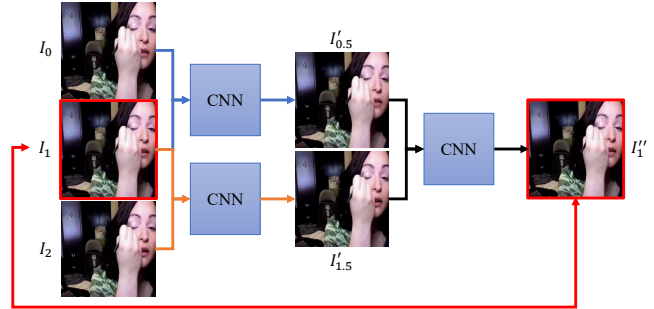 I₀
I₁
I₂
CNN
CNN
I′₀.₅
I′₁.₅
CNN
I″₁